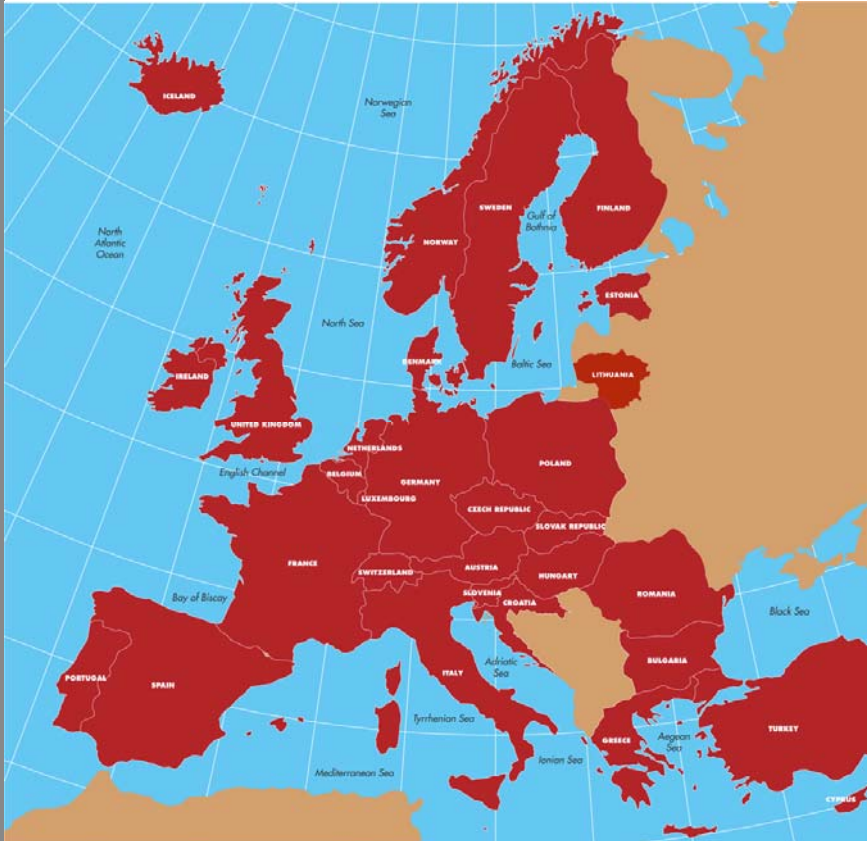 ICELAND
Norwegian
Sea
SWEDEN
FINLAND
Gulf of
Bothnia
North
Atlantic
Ocean
NORWAY
ESTONIA
North Sea
DENMARK
Baltic Sea
LITHUANIA
IRELAND
UNITED KINGDOM
NETHERLANDS
English Channel
BELGIUM
GERMANY
POLAND
LUXEMBOURG
CZECH REPUBLIC
SLOVAK REPUBLIC
FRANCE
SWITZERLAND
AUSTRIA
HUNGARY
SLOVENIA
CROATIA
ROMANIA
Bay of Biscay
Black Sea
BULGARIA
PORTUGAL
SPAIN
ITALY
Adriatic
Sea
Tyrrhenian Sea
TURKEY
GREECE
Aegean
Sea
Ionian Sea
Mediterranean Sea
CYPRUS